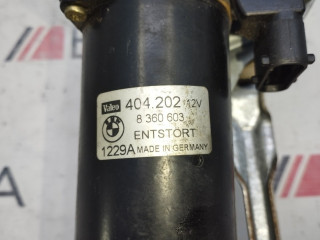 Valeo 404.202 12V
8 360 603
ENTSTÖRT
1229A MADE IN GERMANY